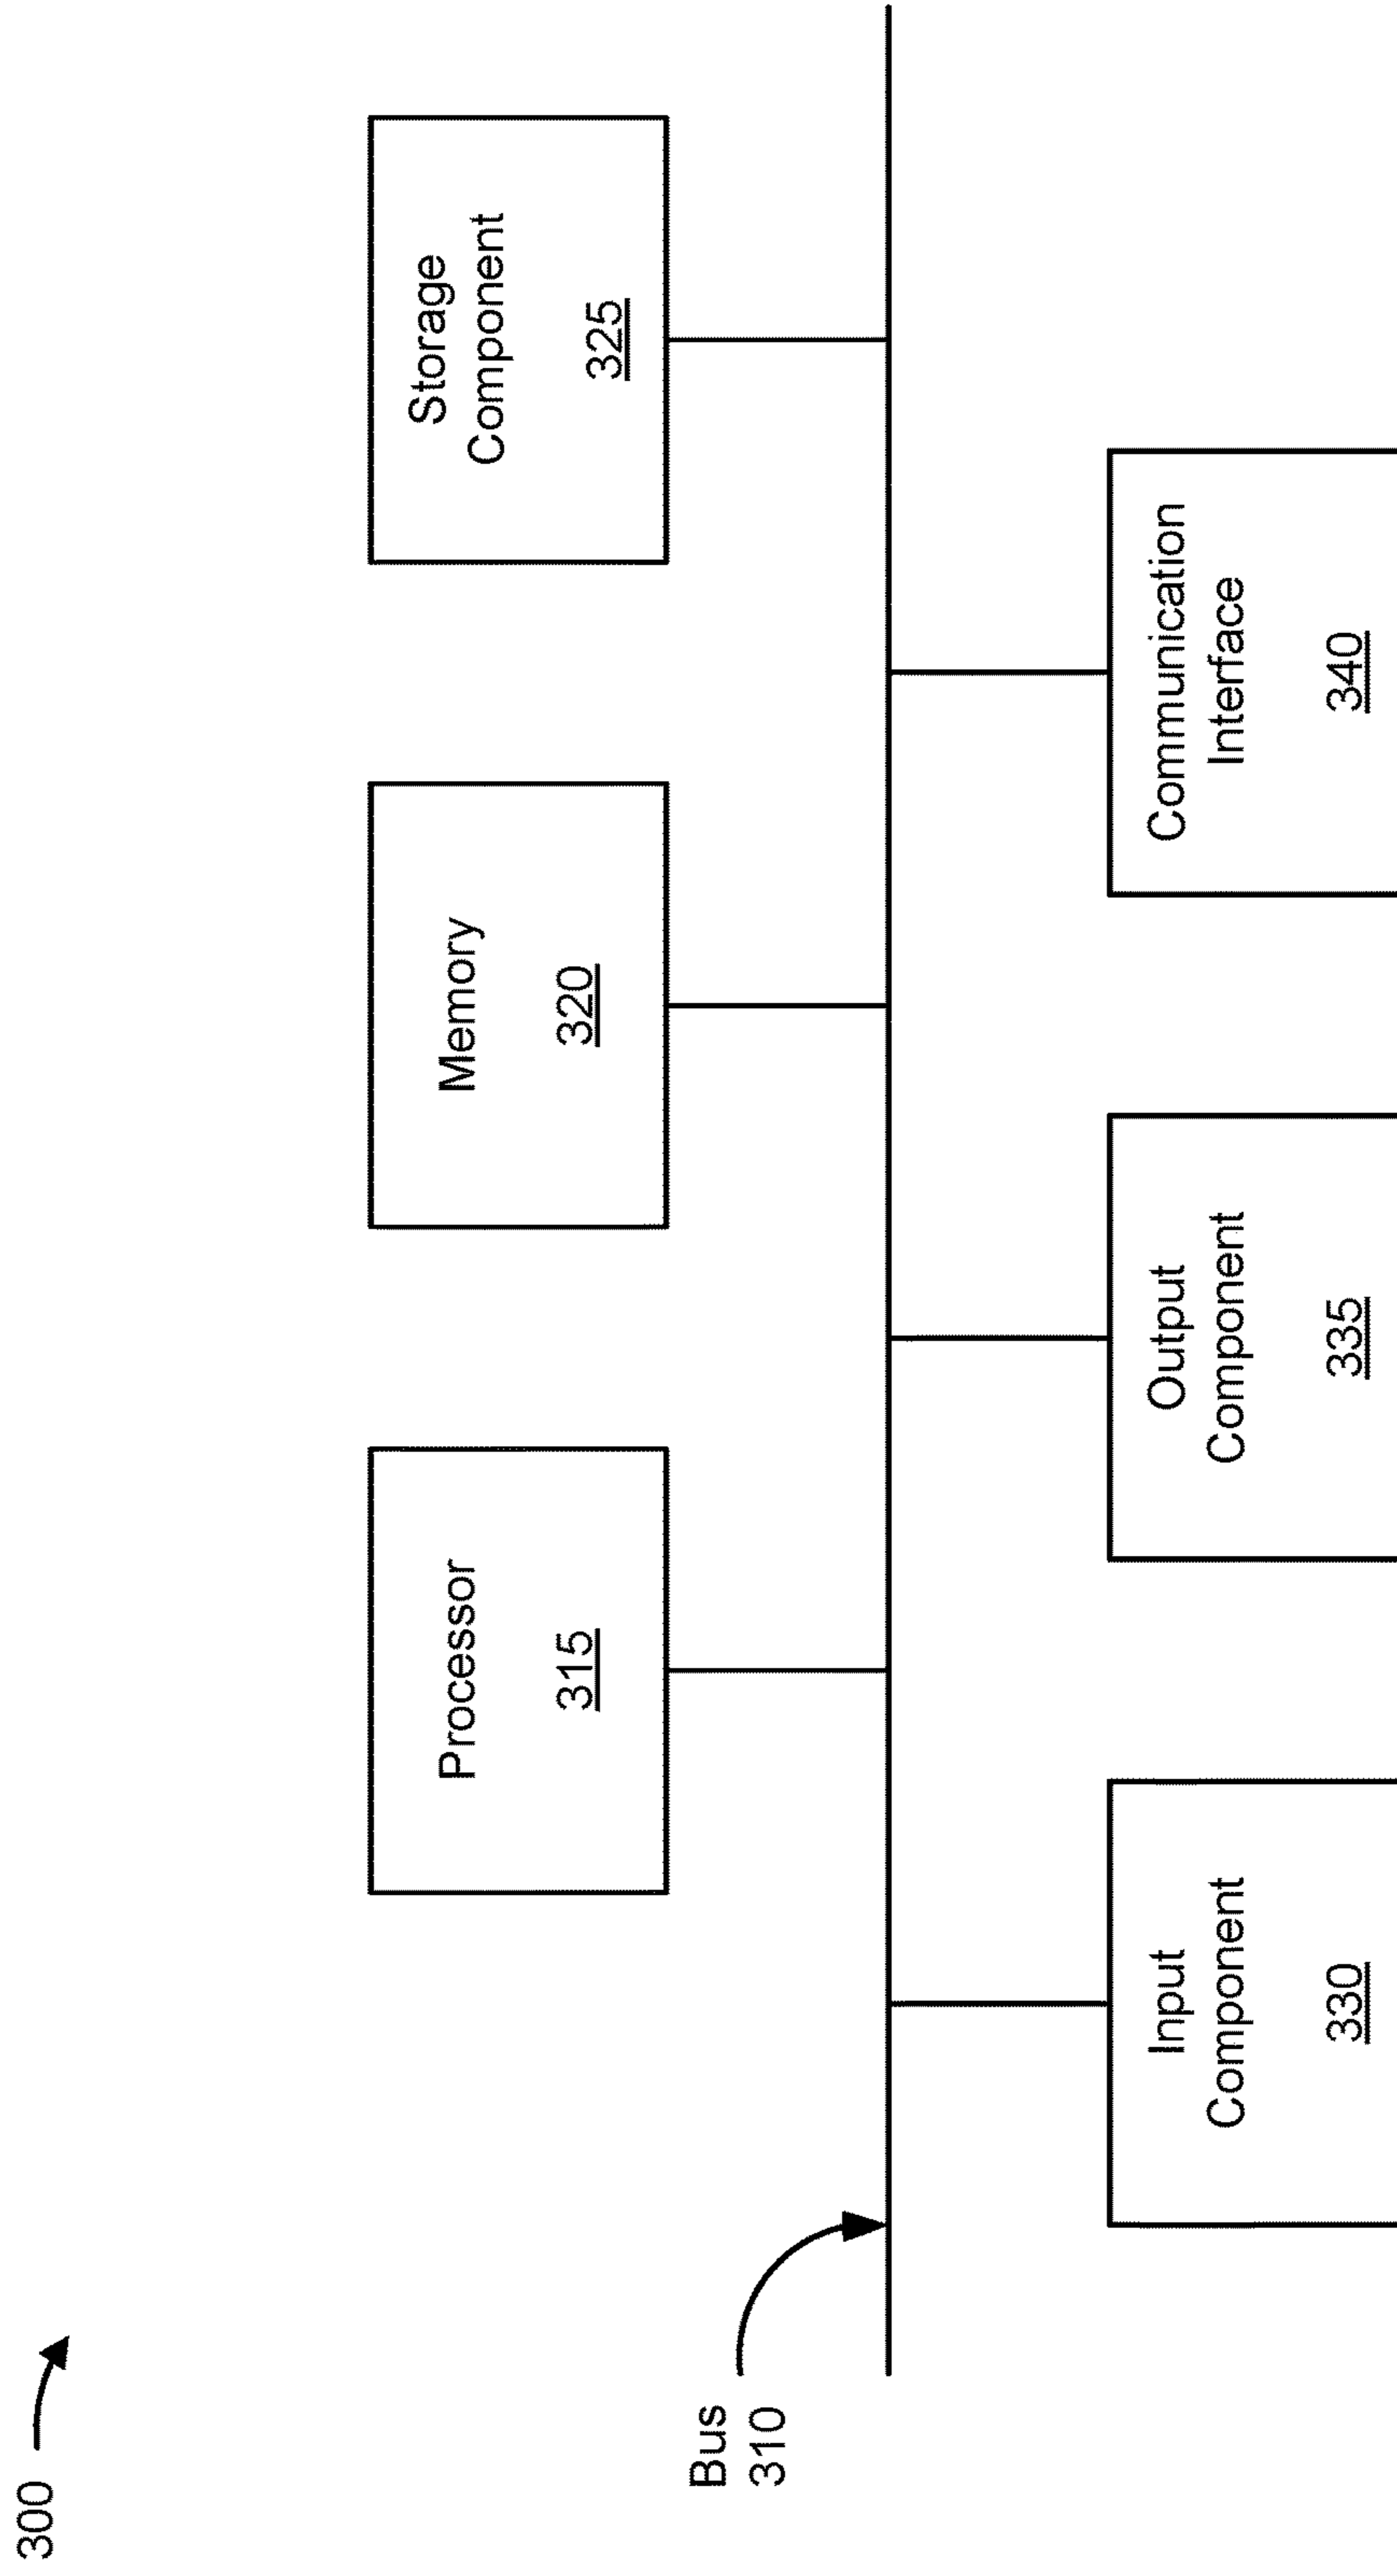 300
Processor
315
Memory
320
Storage
Component
325
Bus
310
Input
Component
330
Output
Component
335
Communication
Interface
340